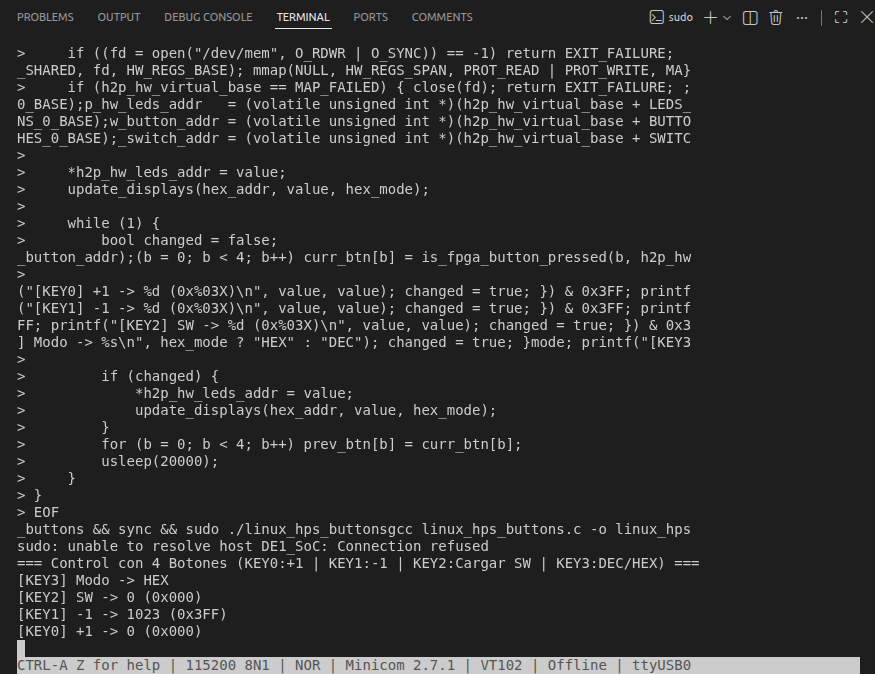 PROBLEMS OUTPUT DEBUG CONSOLE TERMINAL PORTS COMMENTS sudo
>     if ((fd = open("/dev/mem", O_RDWR | O_SYNC)) == -1) return EXIT_FAILURE;
_SHARED, fd, HW_REGS_BASE); mmap(NULL, HW_REGS_SPAN, PROT_READ | PROT_WRITE, MA}
>     if (h2p_hw_virtual_base == MAP_FAILED) { close(fd); return EXIT_FAILURE; ;
0_BASE);p_hw_leds_addr   = (volatile unsigned int *)(h2p_hw_virtual_base + LEDS_
NS_0_BASE);w_button_addr = (volatile unsigned int *)(h2p_hw_virtual_base + BUTTO
HES_0_BASE);_switch_addr = (volatile unsigned int *)(h2p_hw_virtual_base + SWITC
>
>     *h2p_hw_leds_addr = value;
>     update_displays(hex_addr, value, hex_mode);
>
>     while (1) {
>         bool changed = false;
_button_addr);(b = 0; b < 4; b++) curr_btn[b] = is_fpga_button_pressed(b, h2p_hw
>
("[KEY0] +1 -> %d (0x%03X)\n", value, value); changed = true; }) & 0x3FF; printf
("[KEY1] -1 -> %d (0x%03X)\n", value, value); changed = true; }) & 0x3FF; printf
FF; printf("[KEY2] SW -> %d (0x%03X)\n", value, value); changed = true; }) & 0x3
] Modo -> %s\n", hex_mode ? "HEX" : "DEC"); changed = true; }mode; printf("[KEY3
>
>         if (changed) {
>             *h2p_hw_leds_addr = value;
>             update_displays(hex_addr, value, hex_mode);
>         }
>         for (b = 0; b < 4; b++) prev_btn[b] = curr_btn[b];
>         usleep(20000);
>     }
> }
> EOF
_buttons && sync && sudo ./linux_hps_buttonsgcc linux_hps_buttons.c -o linux_hps
sudo: unable to resolve host DE1_SoC: Connection refused
=== Control con 4 Botones (KEY0:+1 | KEY1:-1 | KEY2:Cargar SW | KEY3:DEC/HEX) ===
[KEY3] Modo -> HEX
[KEY2] SW -> 0 (0x000)
[KEY1] -1 -> 1023 (0x3FF)
[KEY0] +1 -> 0 (0x000)
CTRL-A Z for help | 115200 8N1 | NOR | Minicom 2.7.1 | VT102 | Offline | ttyUSB0